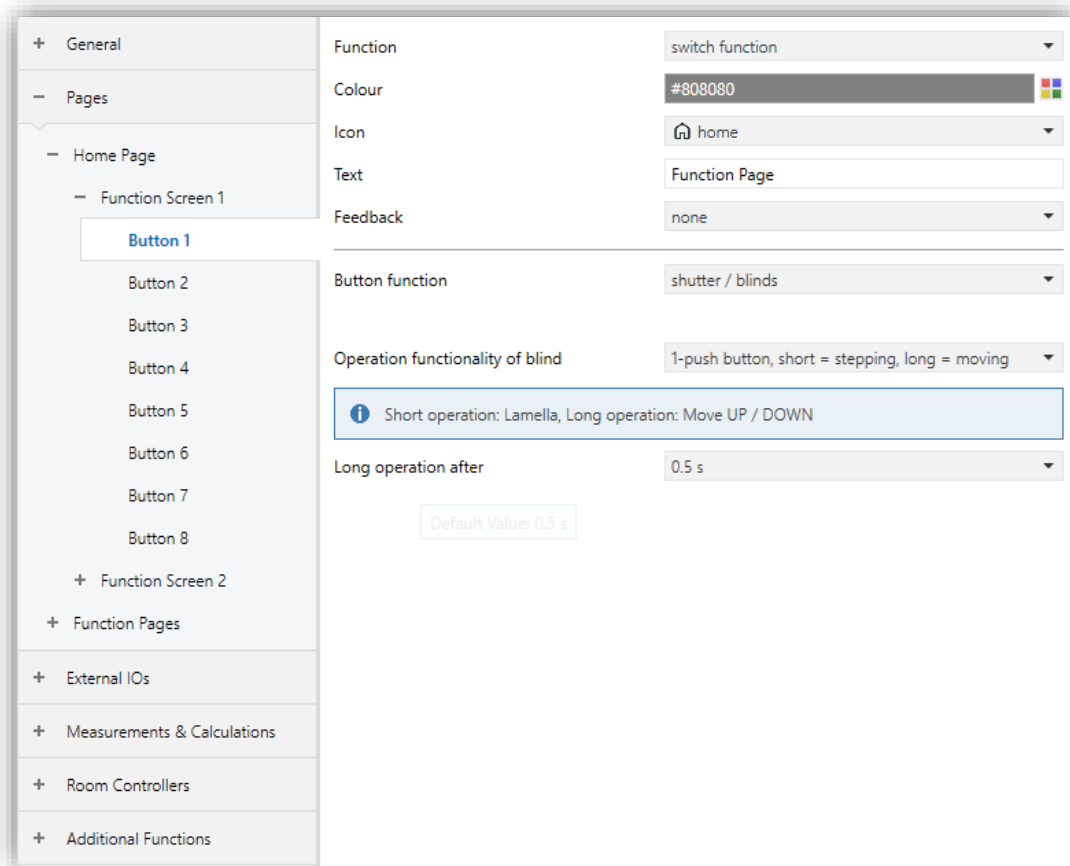 General
Pages
Home Page
Function Screen 1
Button 1
Button 2
Button 3
Button 4
Button 5
Button 6
Button 7
Button 8
Function Screen 2
Function Pages
External IOs
Measurements & Calculations
Room Controllers
Additional Functions
Function switch function
Colour #808080
Icon home
Text Function Page
Feedback none
Button function shutter / blinds
Operation functionality of blind 1-push button, short = stepping, long = moving
Short operation: Lamella, Long operation: Move UP / DOWN
Long operation after 0.5 s
Default Value: 0.5 s